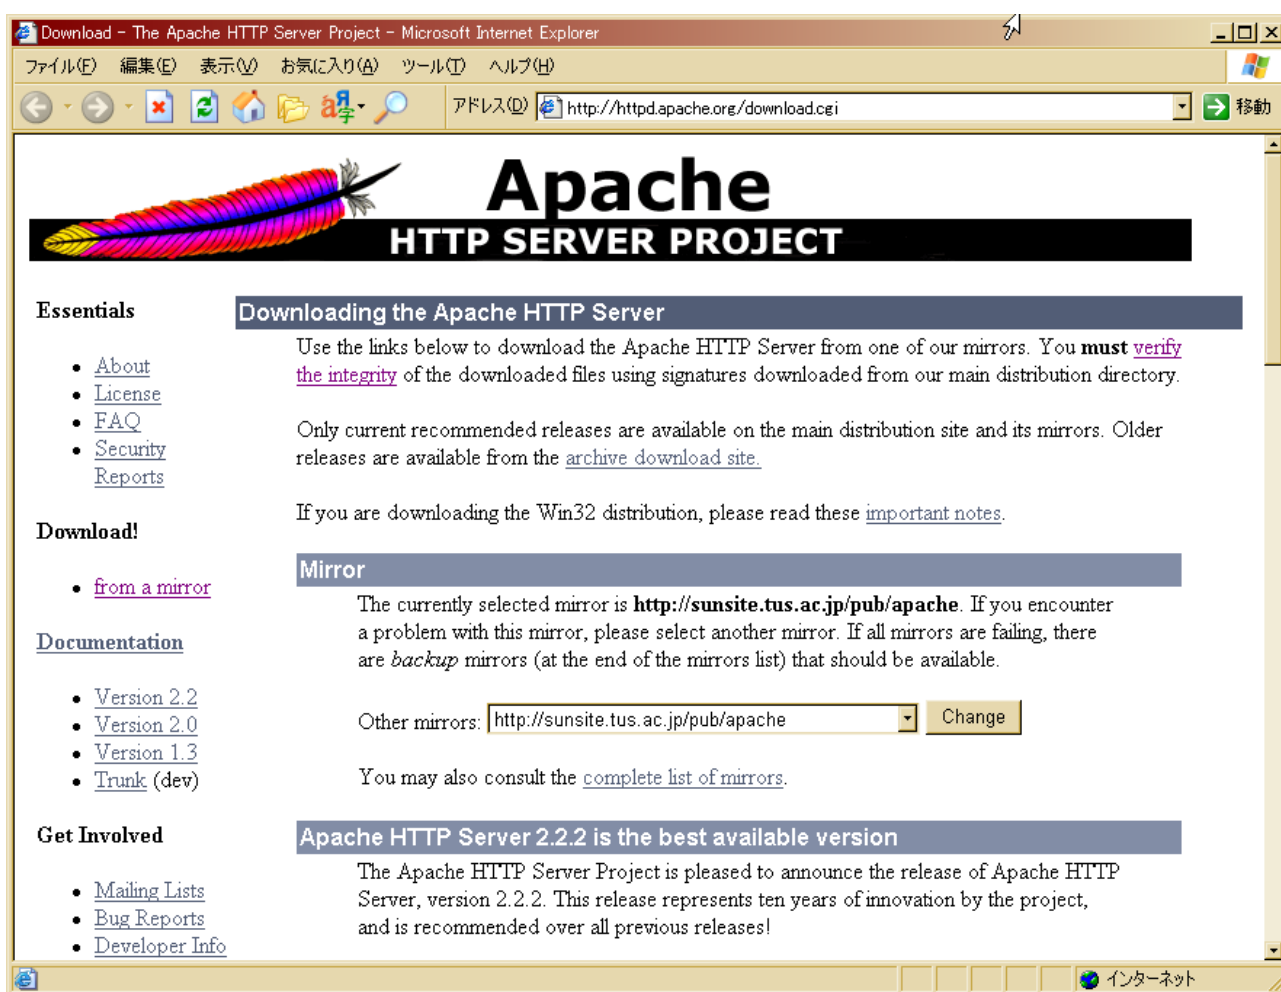 Download - The Apache HTTP Server Project - Microsoft Internet Explorer
ファイル(F) 編集(E) 表示(V) お気に入り(A) ツール(T) ヘルプ(H)
アドレス(D) http://httpd.apache.org/download.cgi 移動
Apache
HTTP SERVER PROJECT
Essentials
About
License
FAQ
Security
Reports
Download!
from a mirror
Documentation
Version 2.2
Version 2.0
Version 1.3
Trunk (dev)
Get Involved
Mailing Lists
Bug Reports
Developer Info
Downloading the Apache HTTP Server
Use the links below to download the Apache HTTP Server from one of our mirrors. You must verify
the integrity of the downloaded files using signatures downloaded from our main distribution directory.
Only current recommended releases are available on the main distribution site and its mirrors. Older
releases are available from the archive download site.
If you are downloading the Win32 distribution, please read these important notes.
Mirror
The currently selected mirror is http://sunsite.tus.ac.jp/pub/apache. If you encounter
a problem with this mirror, please select another mirror. If all mirrors are failing, there
are backup mirrors (at the end of the mirrors list) that should be available.
Other mirrors: http://sunsite.tus.ac.jp/pub/apache Change
You may also consult the complete list of mirrors.
Apache HTTP Server 2.2.2 is the best available version
The Apache HTTP Server Project is pleased to announce the release of Apache HTTP
Server, version 2.2.2. This release represents ten years of innovation by the project,
and is recommended over all previous releases!
インターネット